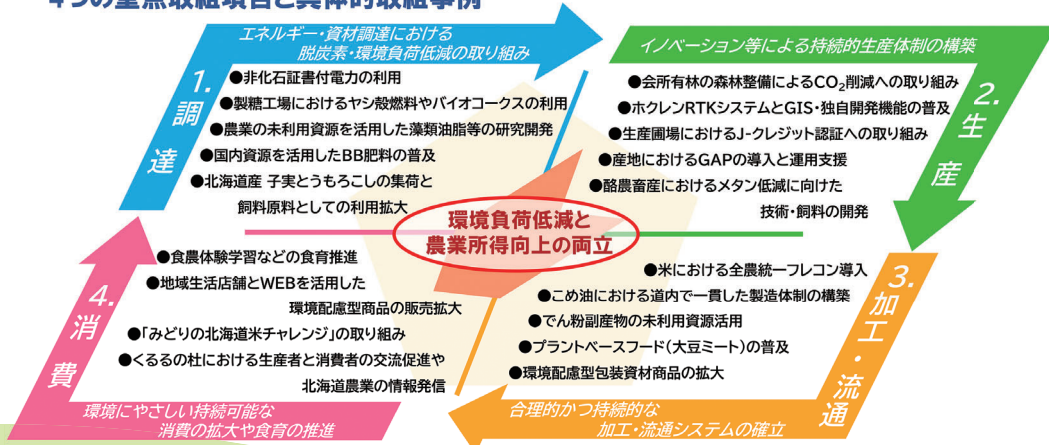 4つの重点取組項目と具体的取組事例
エネルギー・資材調達における
脱炭素・環境負荷低減の取り組み
1.調達
●非化石証書付電力の利用
●製糖工場におけるヤシ殻燃料やバイオコークスの利用
●農業の未利用資源を活用した藻類油脂等の研究開発
●国内資源を活用したBB肥料の普及
●北海道産 子実とうもろこしの集荷と
飼料原料としての利用拡大
イノベーション等による持続的生産体制の構築
2.生産
●会所有林の森林整備によるCO₂削減への取り組み
●ホクレンRTKシステムとGIS・独自開発機能の普及
●生産圃場におけるJ-クレジット認証への取り組み
●産地におけるGAPの導入と運用支援
●酪農畜産におけるメタン低減に向けた
技術・飼料の開発
環境負荷低減と
農業所得向上の両立
3.加工・流通
●米における全農統一フレコン導入
●こめ油における道内で一貫した製造体制の構築
●でん粉副産物の未利用資源活用
●プラントベースフード(大豆ミート)の普及
●環境配慮型包装資材商品の拡大
合理的かつ持続的な
加工・流通システムの確立
4.消費
●食農体験学習などの食育推進
●地域生活店舗とWEBを活用した
環境配慮型商品の販売拡大
●「みどりの北海道米チャレンジ」の取り組み
●くるるの杜における生産者と消費者の交流促進や
北海道農業の情報発信
環境にやさしい持続可能な
消費の拡大や食育の推進